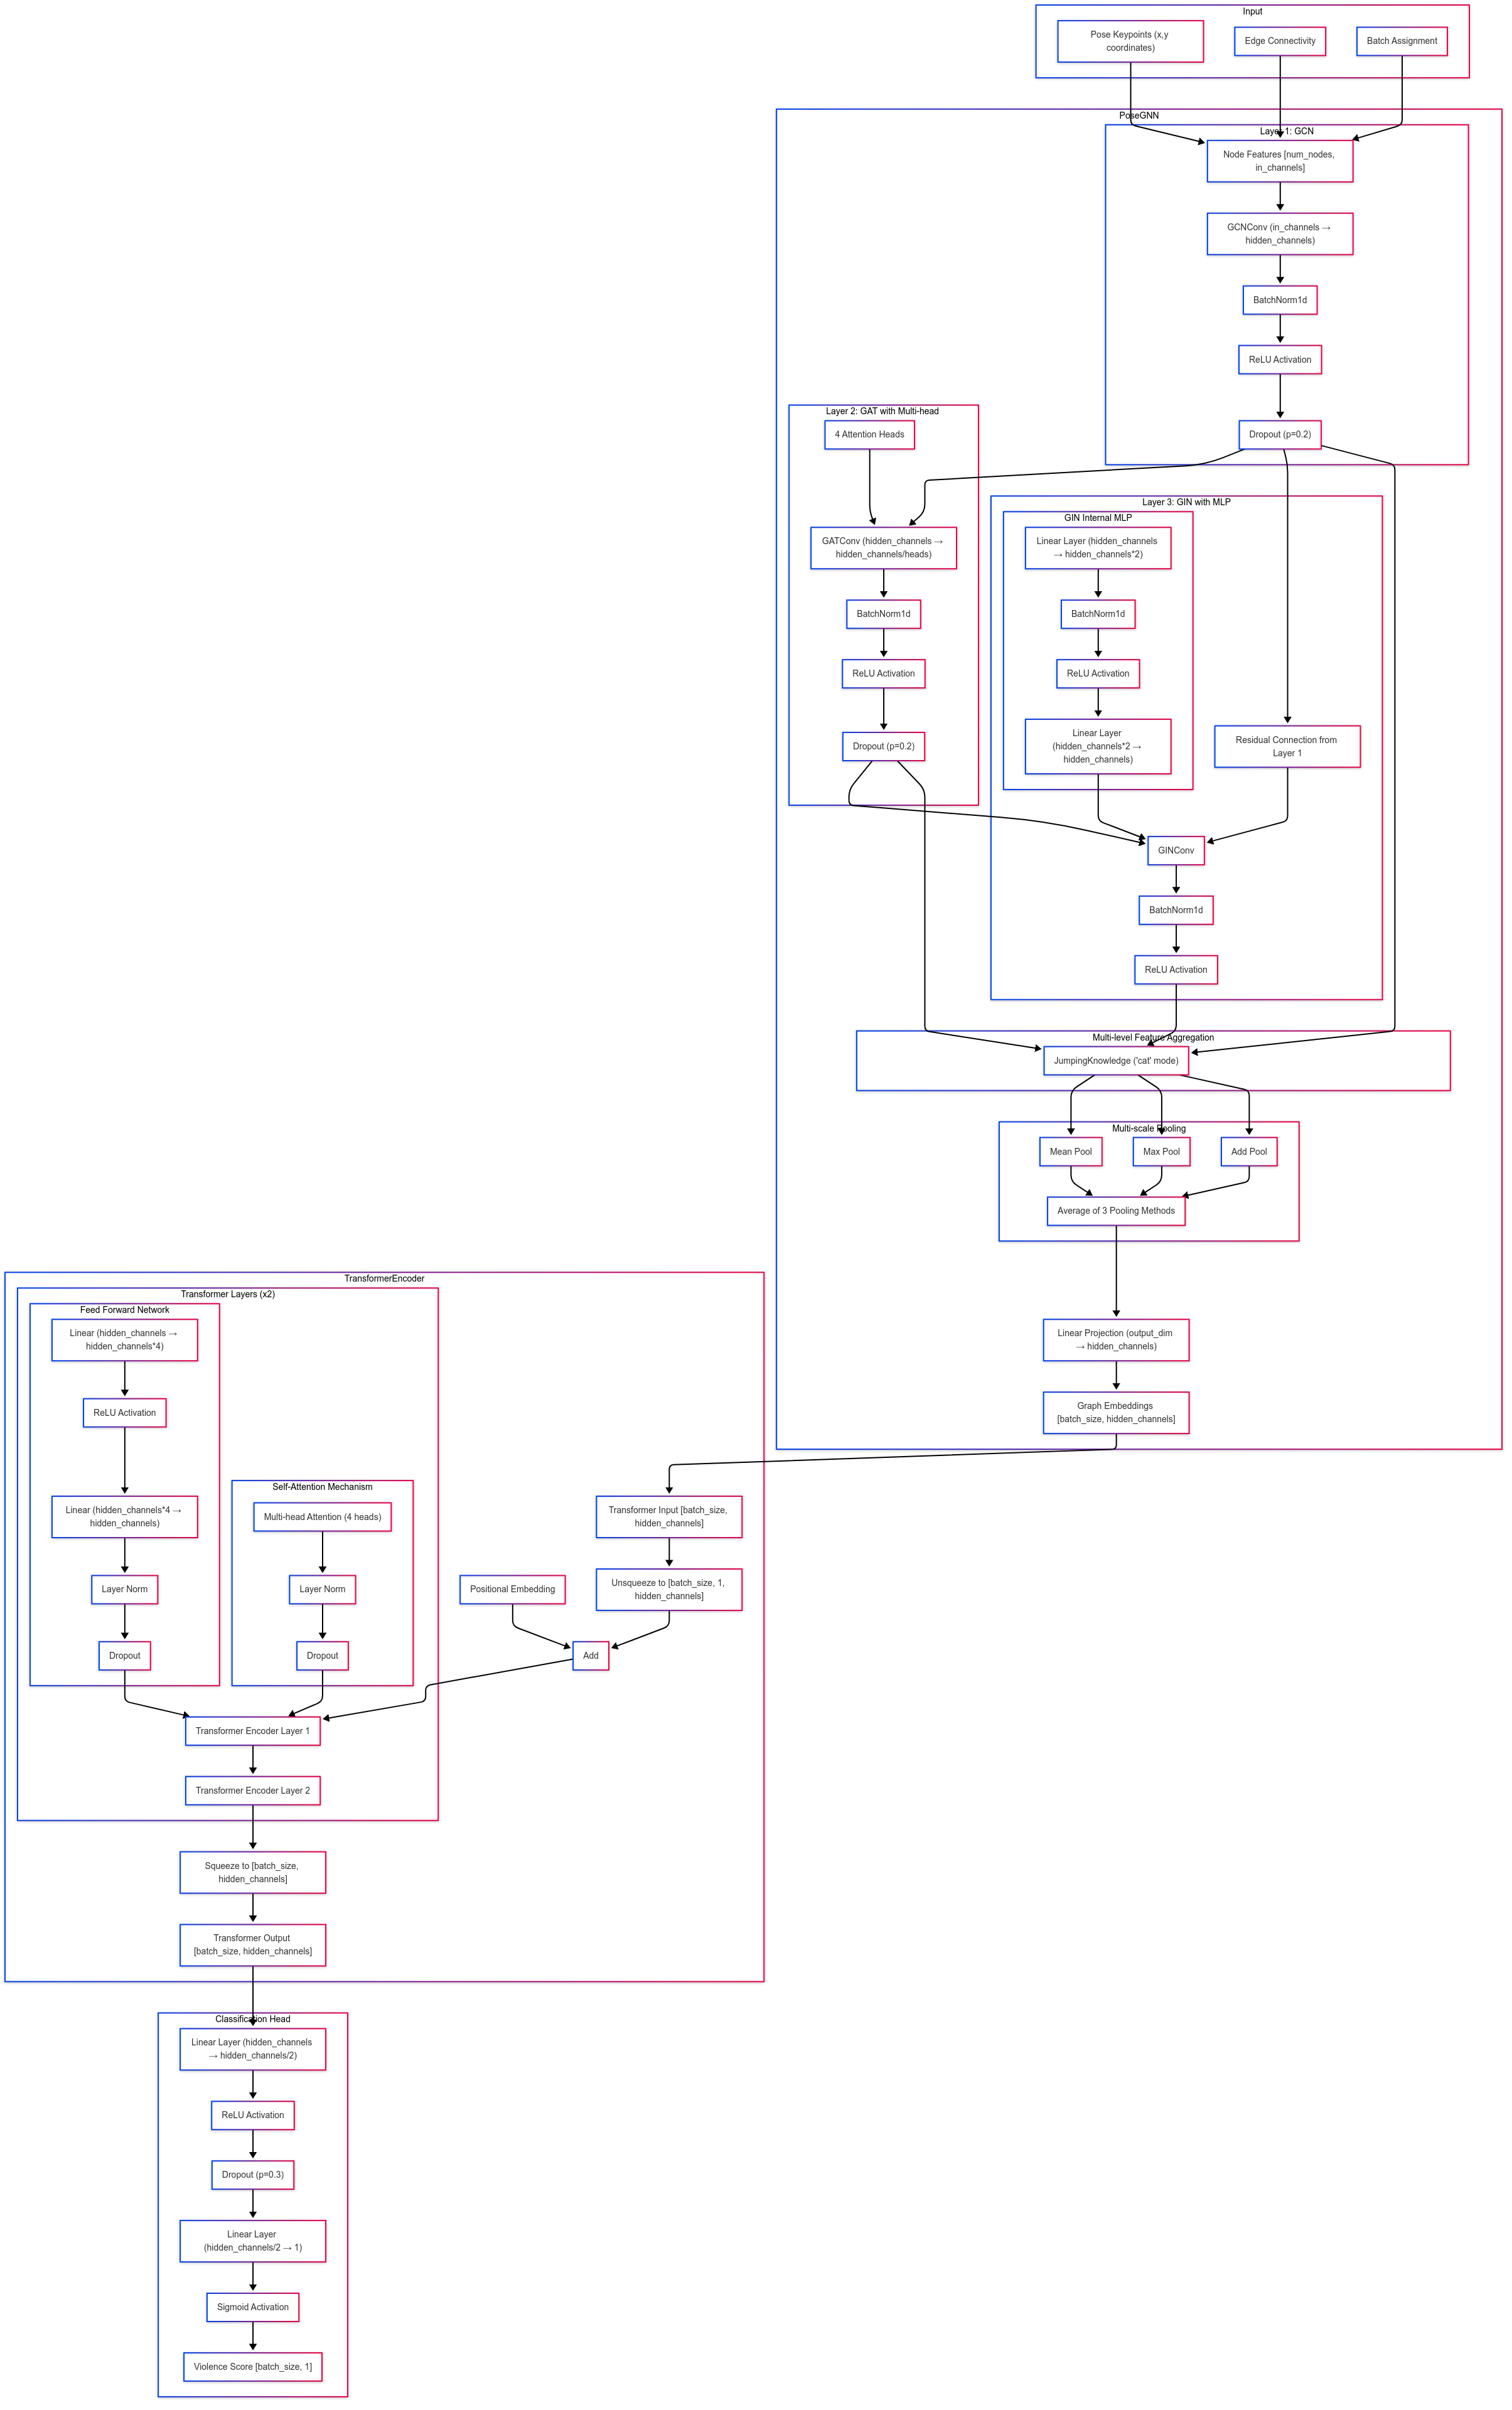 Input
Pose Keypoints (x,y
coordinates)
Edge Connectivity
Batch Assignment
PoseGNN
Layer 1: GCN
Node Features [num_nodes,
in_channels]
GCNConv (in_channels →
hidden_channels)
BatchNorm1d
ReLU Activation
Dropout (p=0.2)
Layer 2: GAT with Multi-head
4 Attention Heads
GATConv (hidden_channels →
hidden_channels/heads)
BatchNorm1d
ReLU Activation
Dropout (p=0.2)
Layer 3: GIN with MLP
GIN Internal MLP
Linear Layer (hidden_channels
→ hidden_channels*2)
BatchNorm1d
ReLU Activation
Linear Layer
(hidden_channels*2 →
hidden_channels)
Residual Connection from
Layer 1
GINConv
BatchNorm1d
ReLU Activation
Multi-level Feature Aggregation
JumpingKnowledge ('cat' mode)
Multi-scale Pooling
Mean Pool
Max Pool
Add Pool
Average of 3 Pooling Methods
Linear Projection (output_dim
→ hidden_channels)
Graph Embeddings
[batch_size, hidden_channels]
TransformerEncoder
Transformer Layers (x2)
Feed Forward Network
Linear (hidden_channels →
hidden_channels*4)
ReLU Activation
Linear (hidden_channels*4 →
hidden_channels)
Layer Norm
Dropout
Self-Attention Mechanism
Multi-head Attention (4 heads)
Layer Norm
Dropout
Positional Embedding
Transformer Input [batch_size,
hidden_channels]
Unsqueeze to [batch_size, 1,
hidden_channels]
Add
Transformer Encoder Layer 1
Transformer Encoder Layer 2
Squeeze to [batch_size,
hidden_channels]
Transformer Output
[batch_size, hidden_channels]
Classification Head
Linear Layer (hidden_channels
→ hidden_channels/2)
ReLU Activation
Dropout (p=0.3)
Linear Layer
(hidden_channels/2 → 1)
Sigmoid Activation
Violence Score [batch_size, 1]